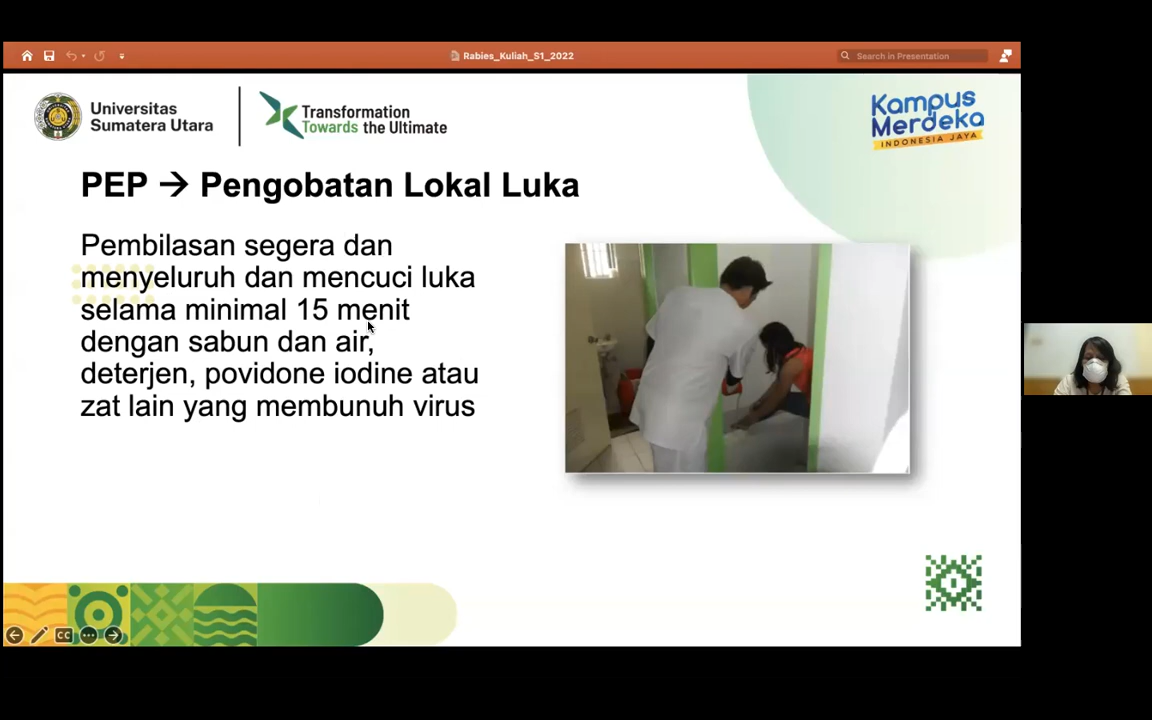 Rabies_Kuliah_S1_2022
Search in Presentation
Universitas
Sumatera Utara
Transformation
Towards the Ultimate
Kampus
Merdeka
INDONESIA JAYA
PEP → Pengobatan Lokal Luka
Pembilasan segera dan
menyeluruh dan mencuci luka
selama minimal 15 menit
dengan sabun dan air,
deterjen, povidone iodine atau
zat lain yang membunuh virus
CC